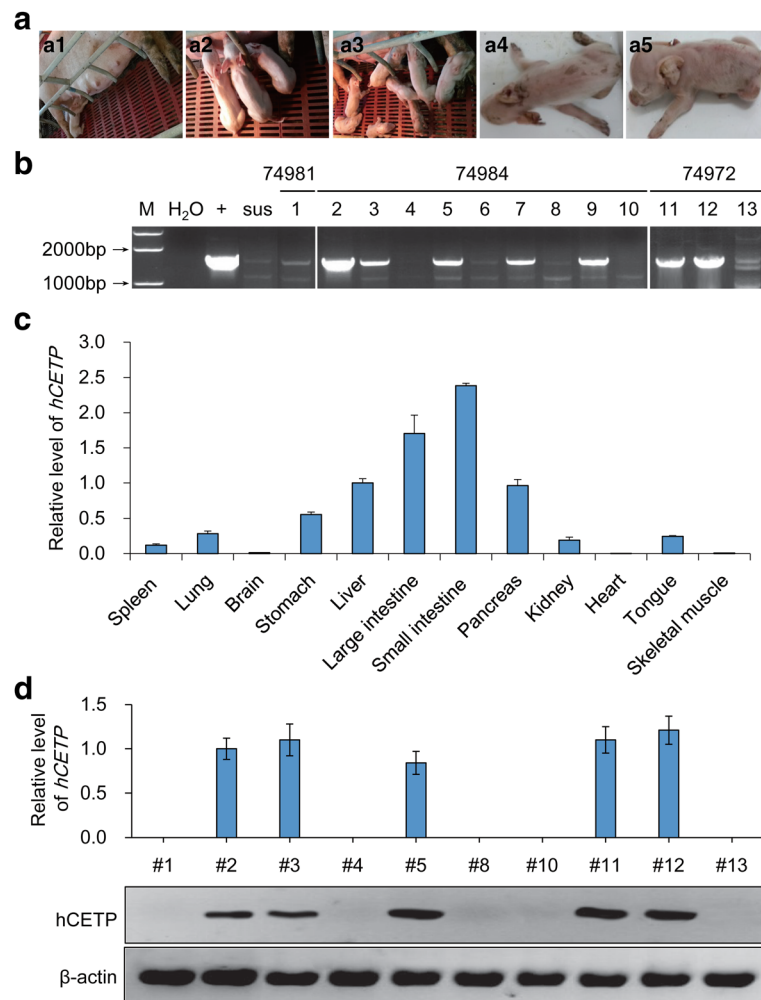 a
a1 a2 a3 a4 a5
b
74981 74984 74972
M H₂O + sus 1 2 3 4 5 6 7 8 9 10 11 12 13
2000bp →
1000bp →
c
Relative level of hCETP
3.0
2.5
2.0
1.5
1.0
0.5
0.0
Spleen Lung Brain Stomach Liver Large intestine Small intestine Pancreas Kidney Heart Tongue Skeletal muscle
d
Relative level
of hCETP
1.5
1.0
0.5
0.0
#1 #2 #3 #4 #5 #8 #10 #11 #12 #13
hCETP
β-actin